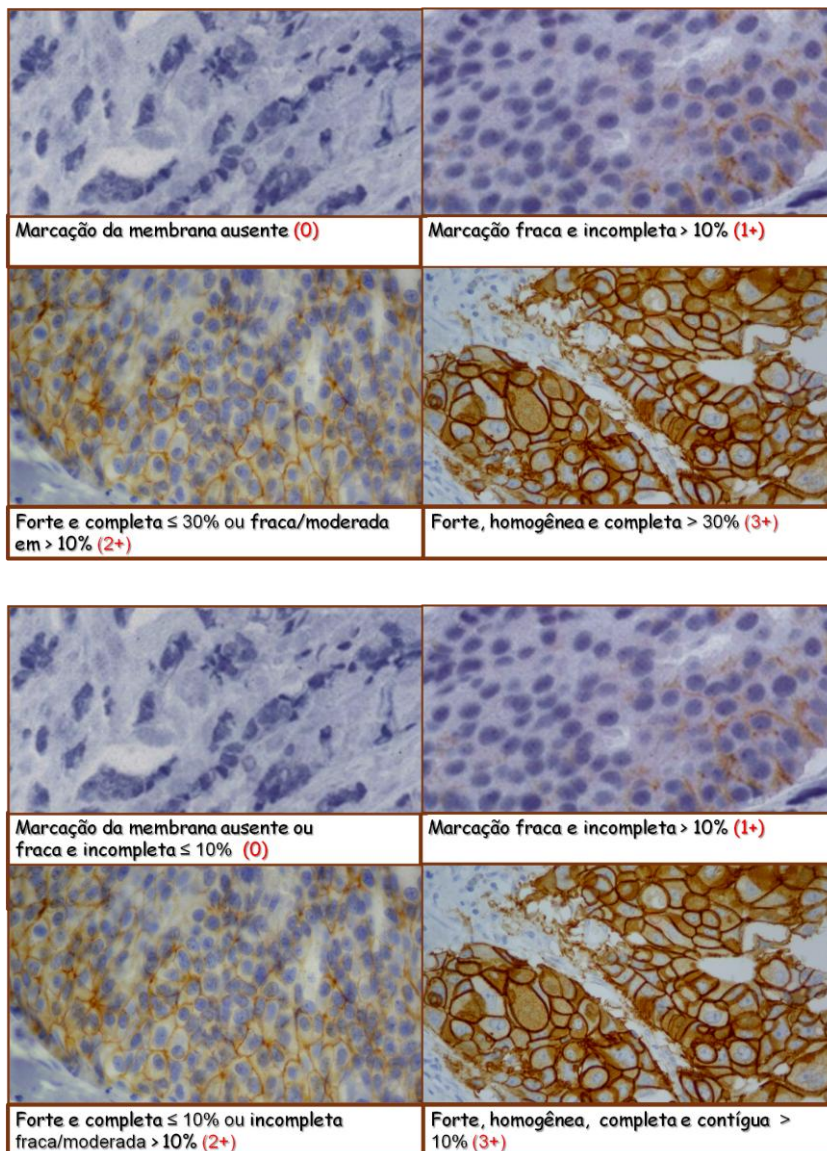 Marcação da membrana ausente (0)
Marcação fraca e incompleta > 10% (1+)
Forte e completa ≤ 30% ou fraca/moderada
em > 10% (2+)
Forte, homogênea e completa > 30% (3+)
Marcação da membrana ausente ou
fraca e incompleta ≤ 10% (0)
Marcação fraca e incompleta > 10% (1+)
Forte e completa ≤ 10% ou incompleta
fraca/moderada > 10% (2+)
Forte, homogênea, completa e contígua >
10% (3+)